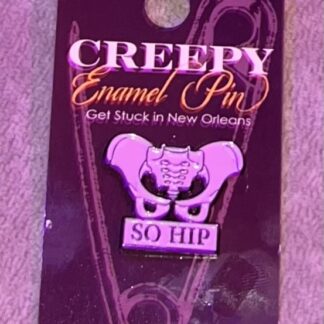 CREEPY
Enamel Pin
Get Stuck in New Orleans
SO HIP